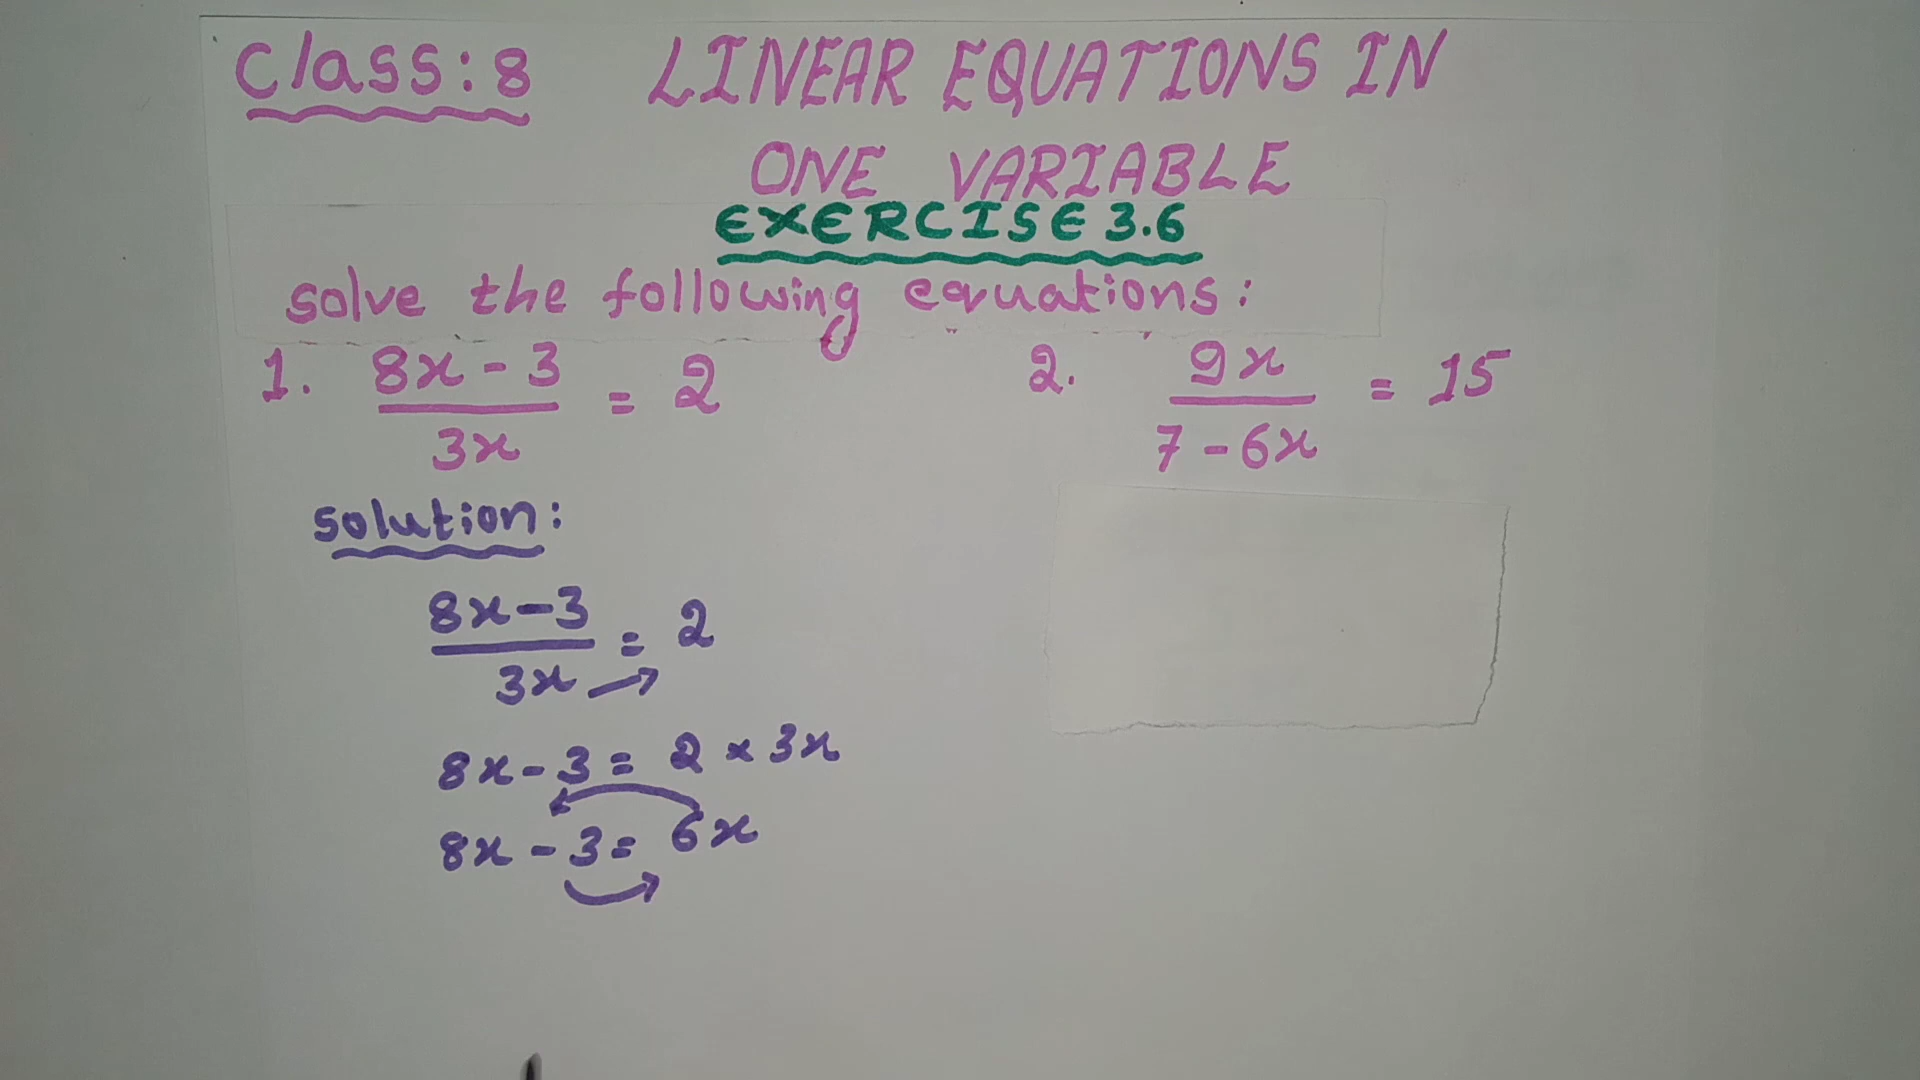 Class: 8 LINEAR EQUATIONS IN
ONE VARIABLE
EXERCISE 3.6
solve the following equations:
1. 8x - 3 / 3x = 2 2. 9x / 7 - 6x = 15
solution:
8x - 3 / 3x = 2
8x - 3 = 2 × 3x
8x - 3 = 6x